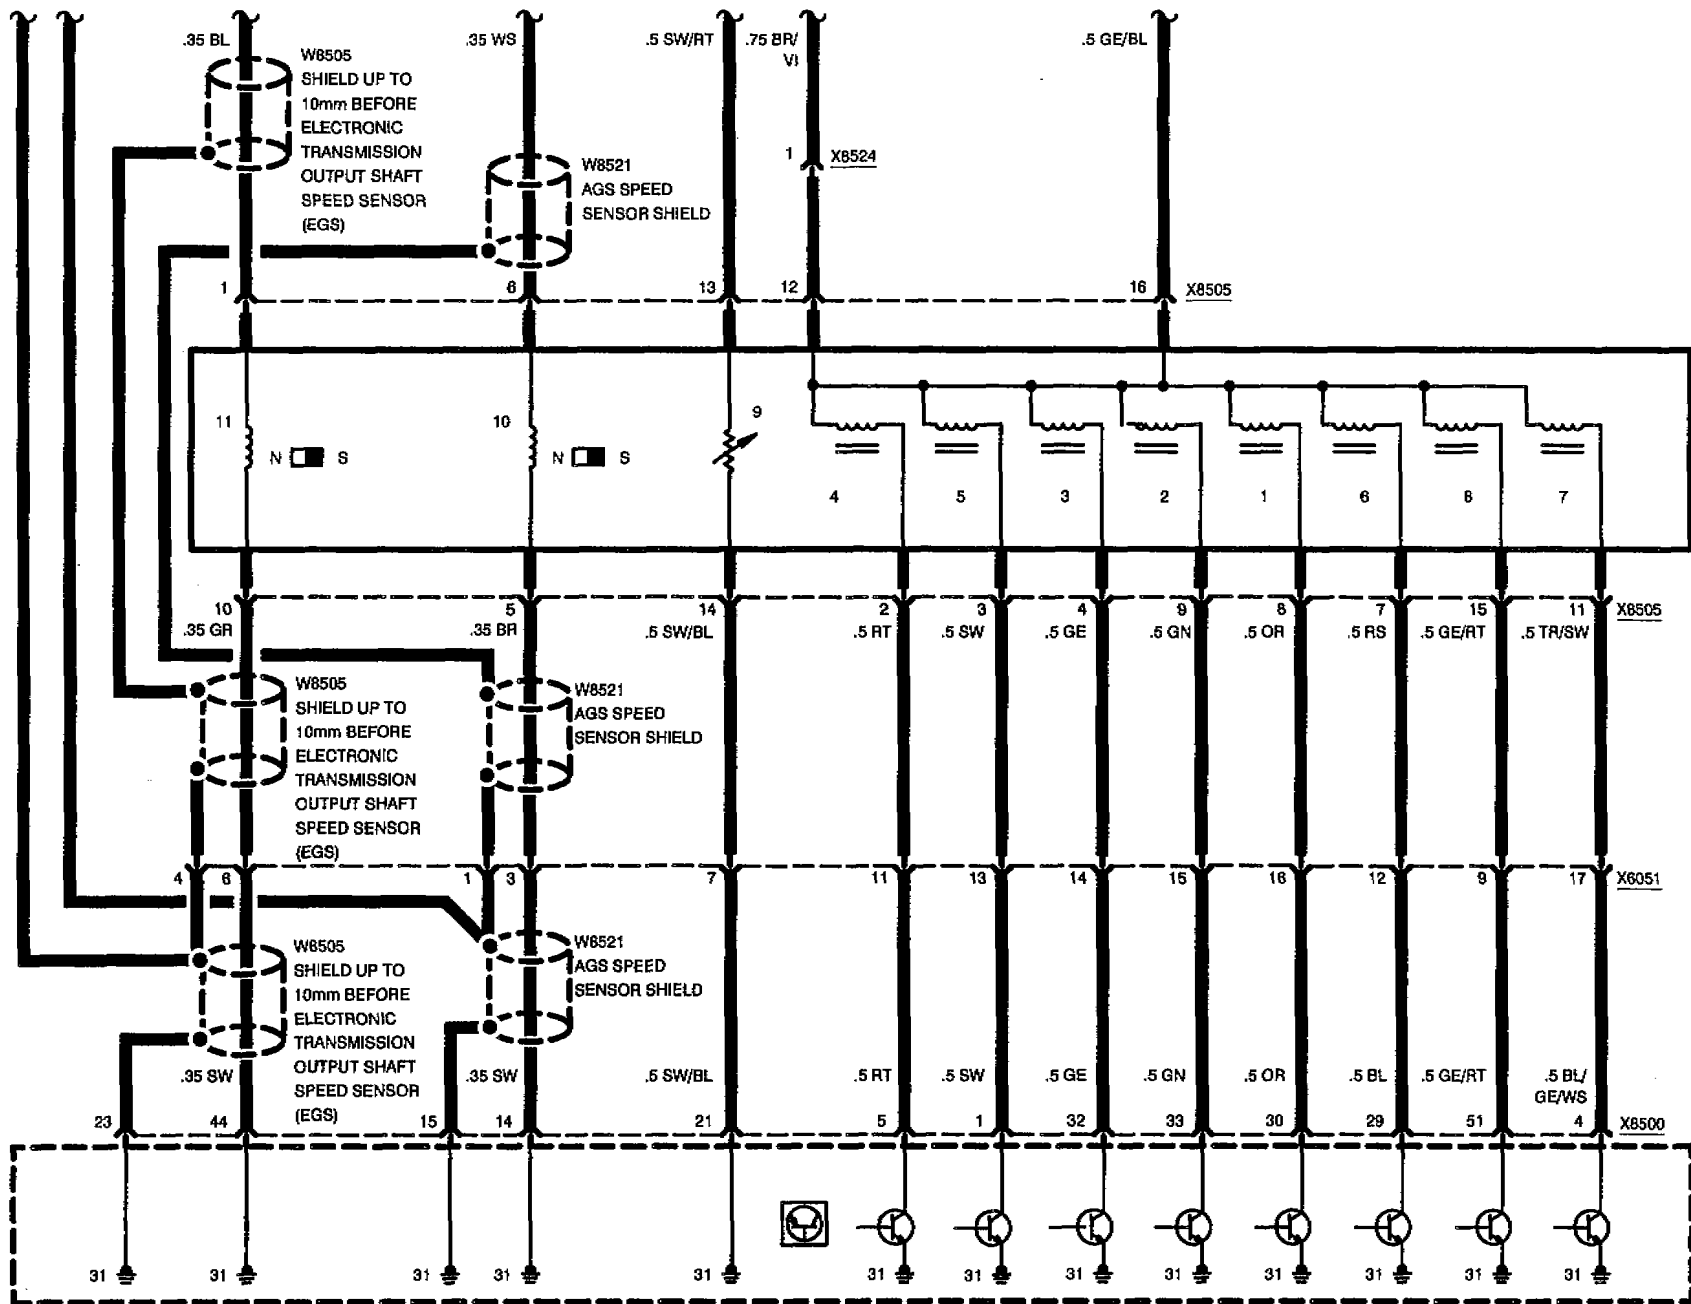 .35 BL
.35 WS
.5 SW/RT
.75 BR/
VI
.5 GE/BL
W8505
SHIELD UP TO
10mm BEFORE
ELECTRONIC
TRANSMISSION
OUTPUT SHAFT
SPEED SENSOR
(EGS)
W8521
AGS SPEED
SENSOR SHIELD
1
X8524
1
6
13
12
16
X8505
11
N
S
10
N
S
9
4
5
3
2
1
6
8
7
10
5
14
2
3
4
9
8
7
15
11
X8505
.35 GR
.35 BR
.5 SW/BL
.5 RT
.5 SW
.5 GE
.5 GN
.5 OR
.5 RS
.5 GE/RT
.5 TR/SW
W8505
SHIELD UP TO
10mm BEFORE
ELECTRONIC
TRANSMISSION
OUTPUT SHAFT
SPEED SENSOR
(EGS)
W8521
AGS SPEED
SENSOR SHIELD
4
6
1
3
7
11
13
14
15
16
12
9
17
X6051
W8505
SHIELD UP TO
10mm BEFORE
ELECTRONIC
TRANSMISSION
OUTPUT SHAFT
SPEED SENSOR
(EGS)
W8521
AGS SPEED
SENSOR SHIELD
.35 SW
.35 SW
.5 SW/BL
.5 RT
.5 SW
.5 GE
.5 GN
.5 OR
.5 BL
.5 GE/RT
.5 BL/
GE/WS
23
44
15
14
21
5
1
32
33
30
29
51
4
X8500
31
31
31
31
31
31
31
31
31
31
31
31
31